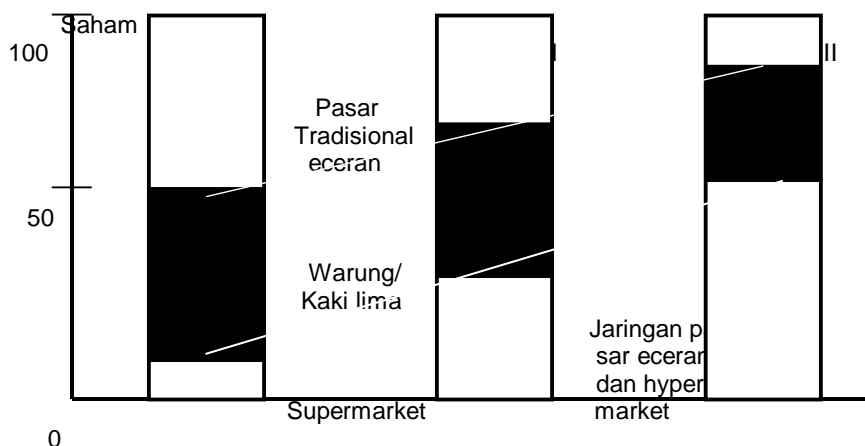 Saham
100
I
II
Pasar
Tradisional
eceran
50
Warung/
Kaki lima
Jaringan p
sar eceran
dan hyper
market
Supermarket
0